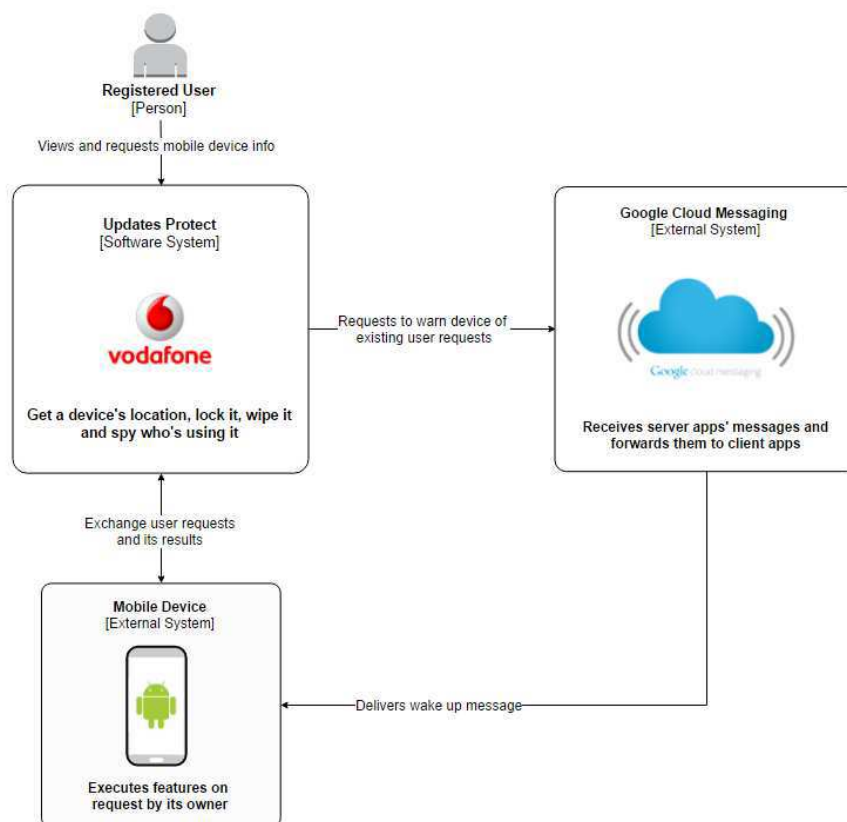 Registered User
[Person]
Views and requests mobile device info
Updates Protect
[Software System]
vodafone
Get a device's location, lock it, wipe it
and spy who's using it
Requests to warn device of
existing user requests
Google Cloud Messaging
[External System]
Google cloud messaging
Receives server apps' messages and
forwards them to client apps
Exchange user requests
and its results
Mobile Device
[External System]
Executes features on
request by its owner
Delivers wake up message